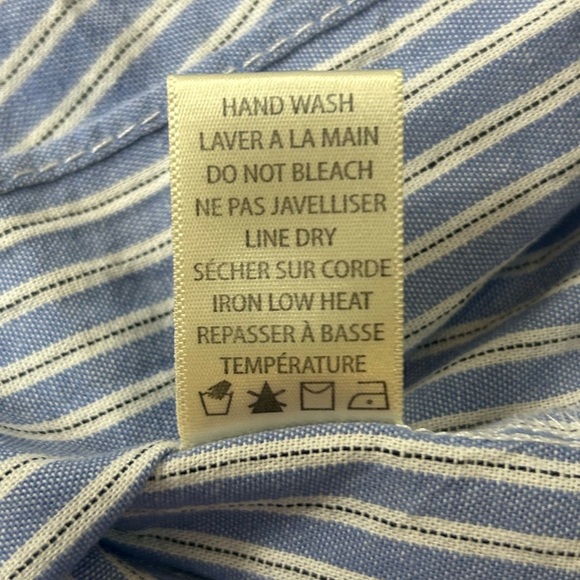 HAND WASH
LAVER A LA MAIN
DO NOT BLEACH
NE PAS JAVELLISER
LINE DRY
SÉCHER SUR CORDE
IRON LOW HEAT
REPASSER À BASSE
TEMPÉRATURE